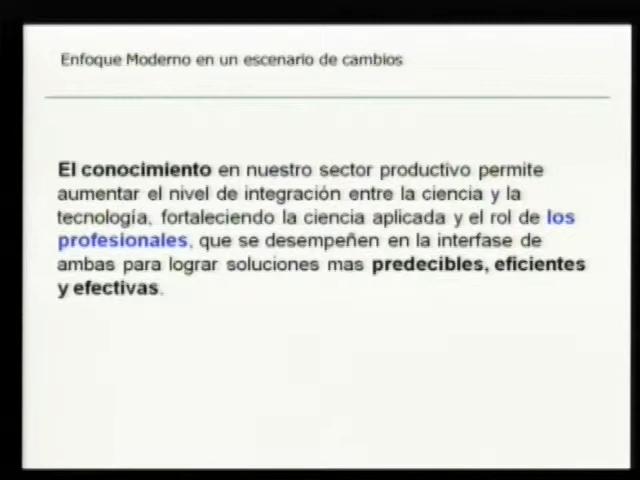 Enfoque Moderno en un escenario de cambios
El conocimiento en nuestro sector productivo permite
aumentar el nivel de integración entre la ciencia y la
tecnología, fortaleciendo la ciencia aplicada y el rol de los
profesionales, que se desempeñen en la interfase de
ambas para lograr soluciones mas predecibles, eficientes
y efectivas.